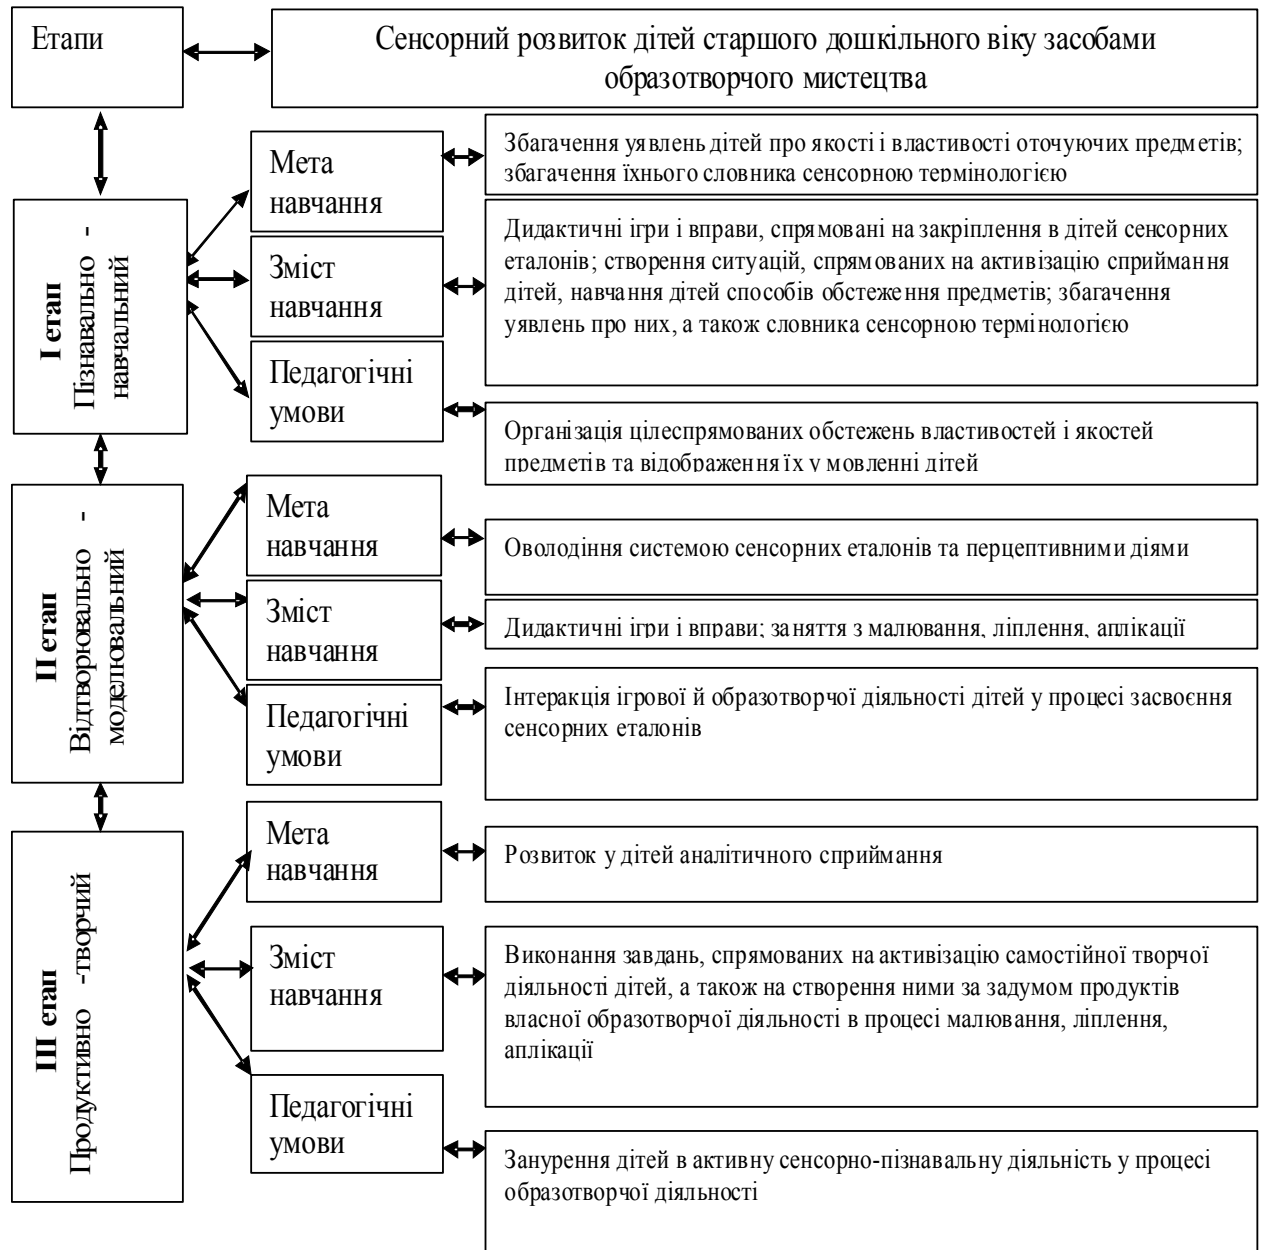 Етапи
Сенсорний розвиток дітей старшого дошкільного віку засобами
образотворчого мистецтва
І етап
Пізнавально -
навчальний
Мета
навчання
Збагачення уявлень дітей про якості і властивості оточуючих предметів;
збагачення їхнього словника сенсорною термінологією
Зміст
навчання
Дидактичні ігри і вправи, спрямовані на закріплення в дітей сенсорних
еталонів; створення ситуацій, спрямованих на активізацію сприймання
дітей, навчання дітей способів обстеження предметів; збагачення
уявлень про них, а також словника сенсорною термінологією
Педагогічні
умови
Організація цілеспрямованих обстежень властивостей і якостей
предметів та відображення їх у мовленні дітей
ІІ етап
Відтворювально -
моделювальний
Мета
навчання
Оволодіння системою сенсорних еталонів та перцептивними діями
Зміст
навчання
Дидактичні ігри і вправи; заняття з малювання, ліплення, аплікації
Педагогічні
умови
Інтеракція ігрової й образотворчої діяльності дітей у процесі засвоєння
сенсорних еталонів
ІІІ етап
Продуктивно -творчий
Мета
навчання
Розвиток у дітей аналітичного сприймання
Зміст
навчання
Виконання завдань, спрямованих на активізацію самостійної творчої
діяльності дітей, а також на створення ними за задумом продуктів
власної образотворчої діяльності в процесі малювання, ліплення,
аплікації
Педагогічні
умови
Занурення дітей в активну сенсорно-пізнавальну діяльність у процесі
образотворчої діяльності